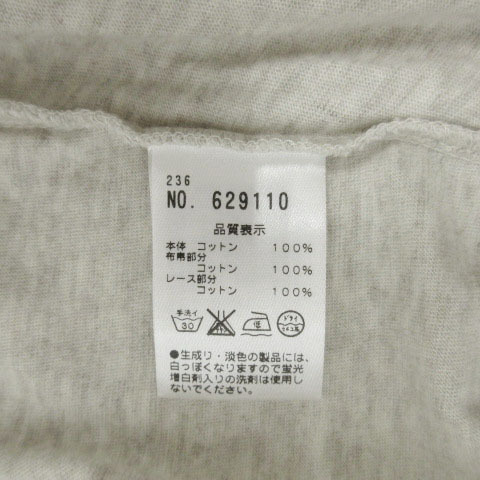 236
NO. 629110
品質表示
本体 コットン 100%
布帛部分
コットン 100%
レース部分
コットン 100%
手洗イ
30
低
ドライ
●生成り・淡色の製品には、
白っぽくなりますので蛍光
増白剤入りの洗剤は使用し
ないでください。